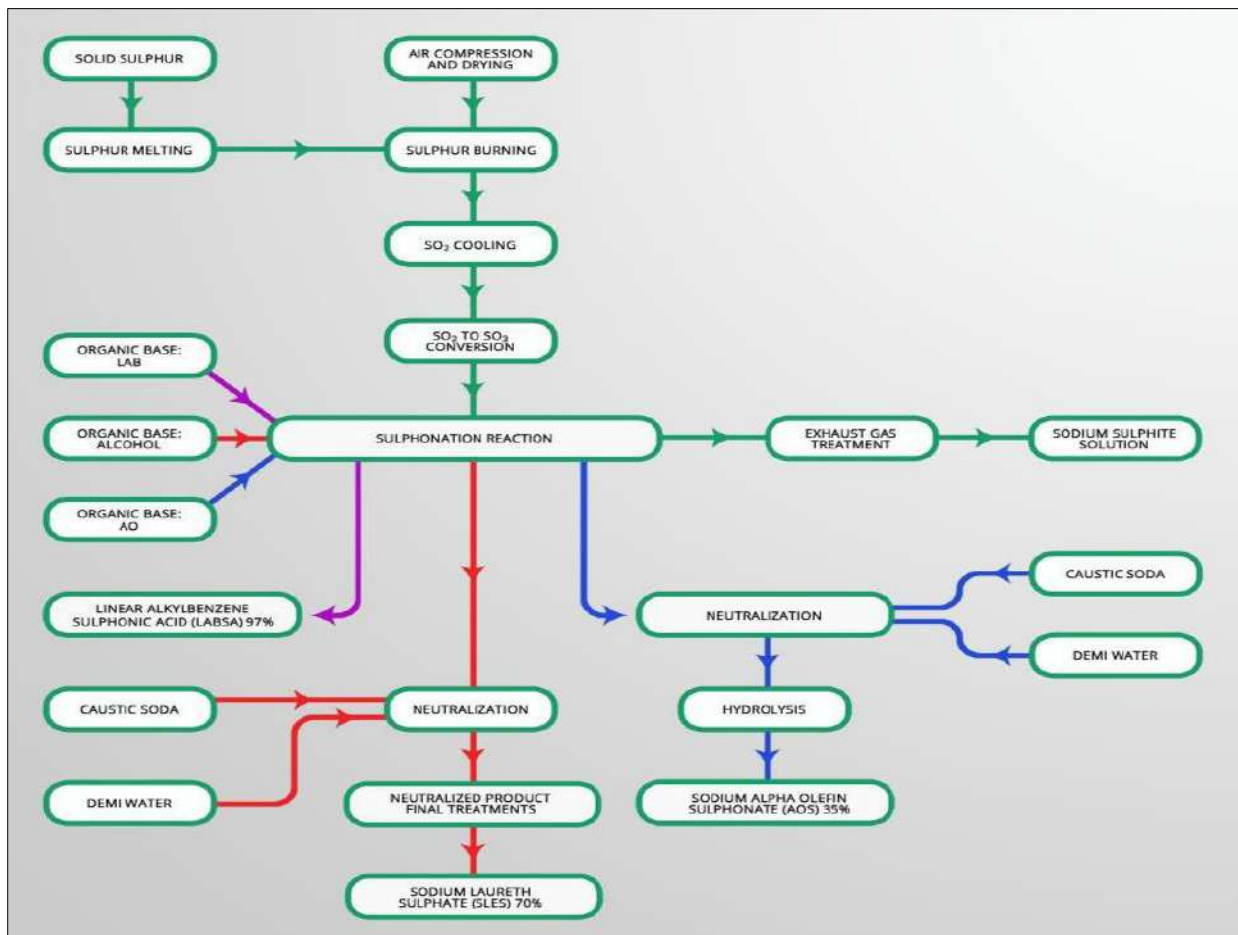 SOLID SULPHUR
AIR COMPRESSION
AND DRYING
SULPHUR MELTING
SULPHUR BURNING
SO₂ COOLING
SO₂ TO SO₃
CONVERSION
ORGANIC BASE:
LAB
ORGANIC BASE:
ALCOHOL
SULPHONATION REACTION
EXHAUST GAS
TREATMENT
SODIUM SULPHITE
SOLUTION
ORGANIC BASE:
AO
LINEAR ALKYLBENZENE
SULPHONIC ACID (LABSA) 97%
NEUTRALIZATION
CAUSTIC SODA
DEMI WATER
CAUSTIC SODA
NEUTRALIZATION
HYDROLYSIS
DEMI WATER
NEUTRALIZED PRODUCT
FINAL TREATMENTS
SODIUM ALPHA OLEFIN
SULPHONATE (AOS) 35%
SODIUM LAURETH
SULPHATE (SLES) 70%